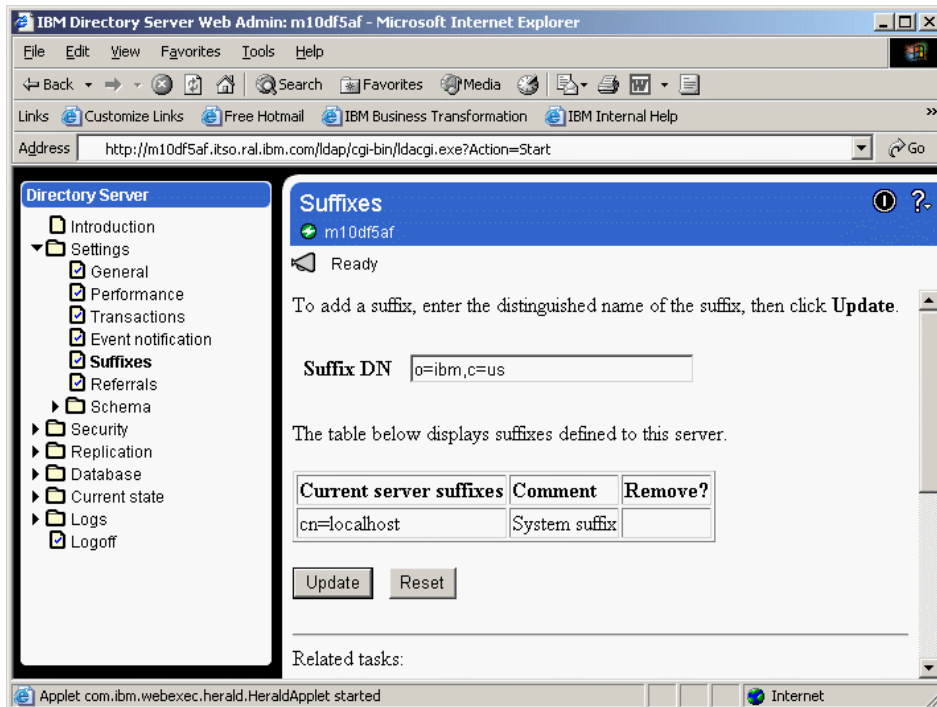 IBM Directory Server Web Admin: m10df5af - Microsoft Internet Explorer
File Edit View Favorites Tools Help
Back Search Favorites Media
Links Customize Links Free Hotmail IBM Business Transformation IBM Internal Help »
Address http://m10df5af.itso.ral.ibm.com/ldap/cgi-bin/ldacgi.exe?Action=Start Go
Directory Server
Introduction
Settings
General
Performance
Transactions
Event notification
Suffixes
Referrals
Schema
Security
Replication
Database
Current state
Logs
Logoff
Suffixes
m10df5af
Ready
To add a suffix, enter the distinguished name of the suffix, then click Update.
Suffix DN o=ibm,c=us
The table below displays suffixes defined to this server.
Current server suffixes Comment Remove?
cn=localhost System suffix
Update Reset
Related tasks:
Applet com.ibm.webexec.herald.HeraldApplet started Internet